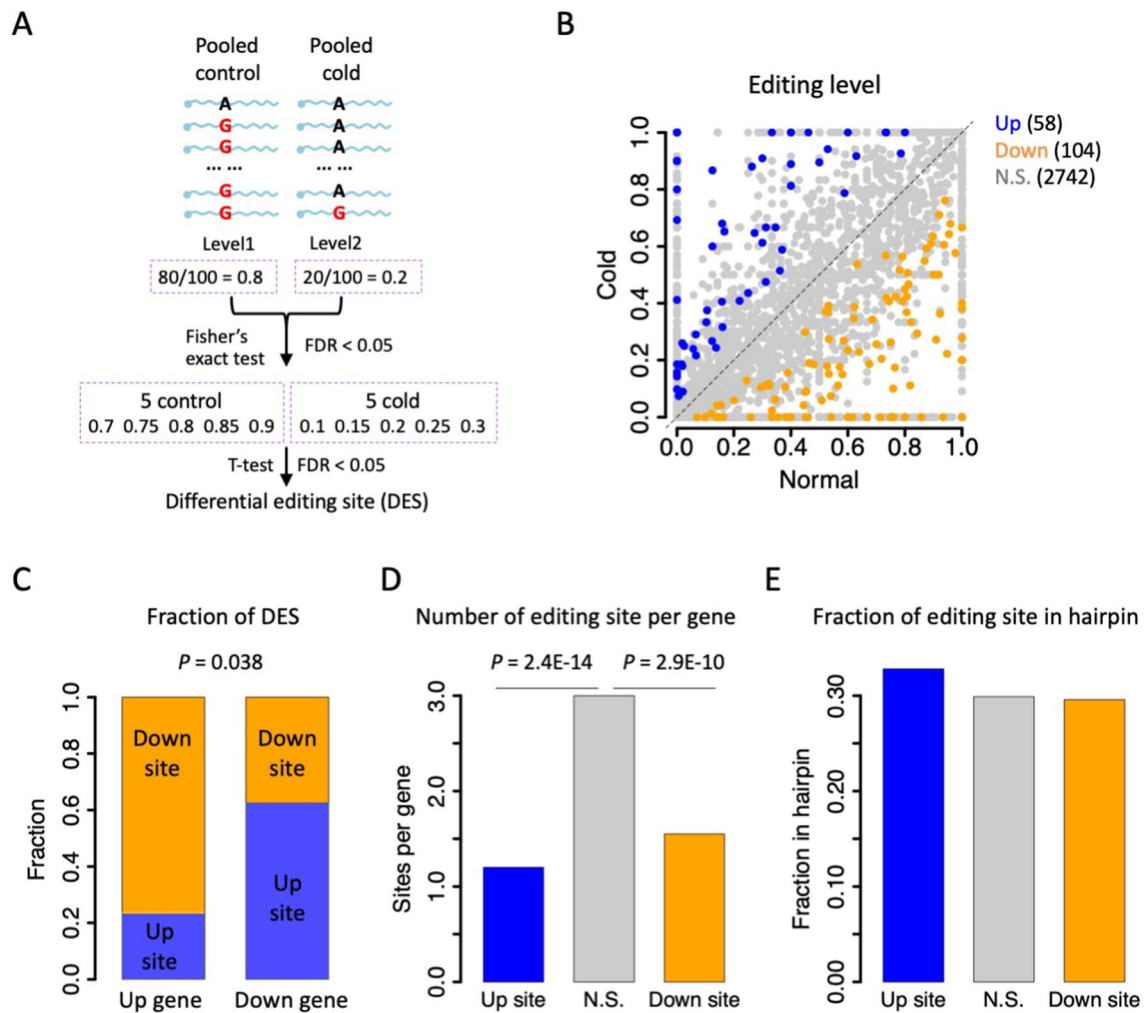 A
Pooled control
Pooled cold
A A
G A
G A
... ... ... ...
G A
G G
Level1 Level2
80/100 = 0.8 20/100 = 0.2
Fisher's exact test
FDR < 0.05
5 control 5 cold
0.7 0.75 0.8 0.85 0.9 0.1 0.15 0.2 0.25 0.3
T-test FDR < 0.05
Differential editing site (DES)
B
Editing level
Up (58)
Down (104)
N.S. (2742)
Cold
1.0
0.8
0.6
0.4
0.2
0.0
0.0 0.2 0.4 0.6 0.8 1.0
Normal
C
Fraction of DES
P = 0.038
Fraction
1.0
0.8
0.6
0.4
0.2
0.0
Down site
Up site
Down site
Up site
Up gene Down gene
D
Number of editing site per gene
P = 2.4E-14 P = 2.9E-10
Sites per gene
3.0
2.0
1.0
0.0
Up site N.S. Down site
E
Fraction of editing site in hairpin
Fraction in hairpin
0.30
0.20
0.10
0.00
Up site N.S. Down site